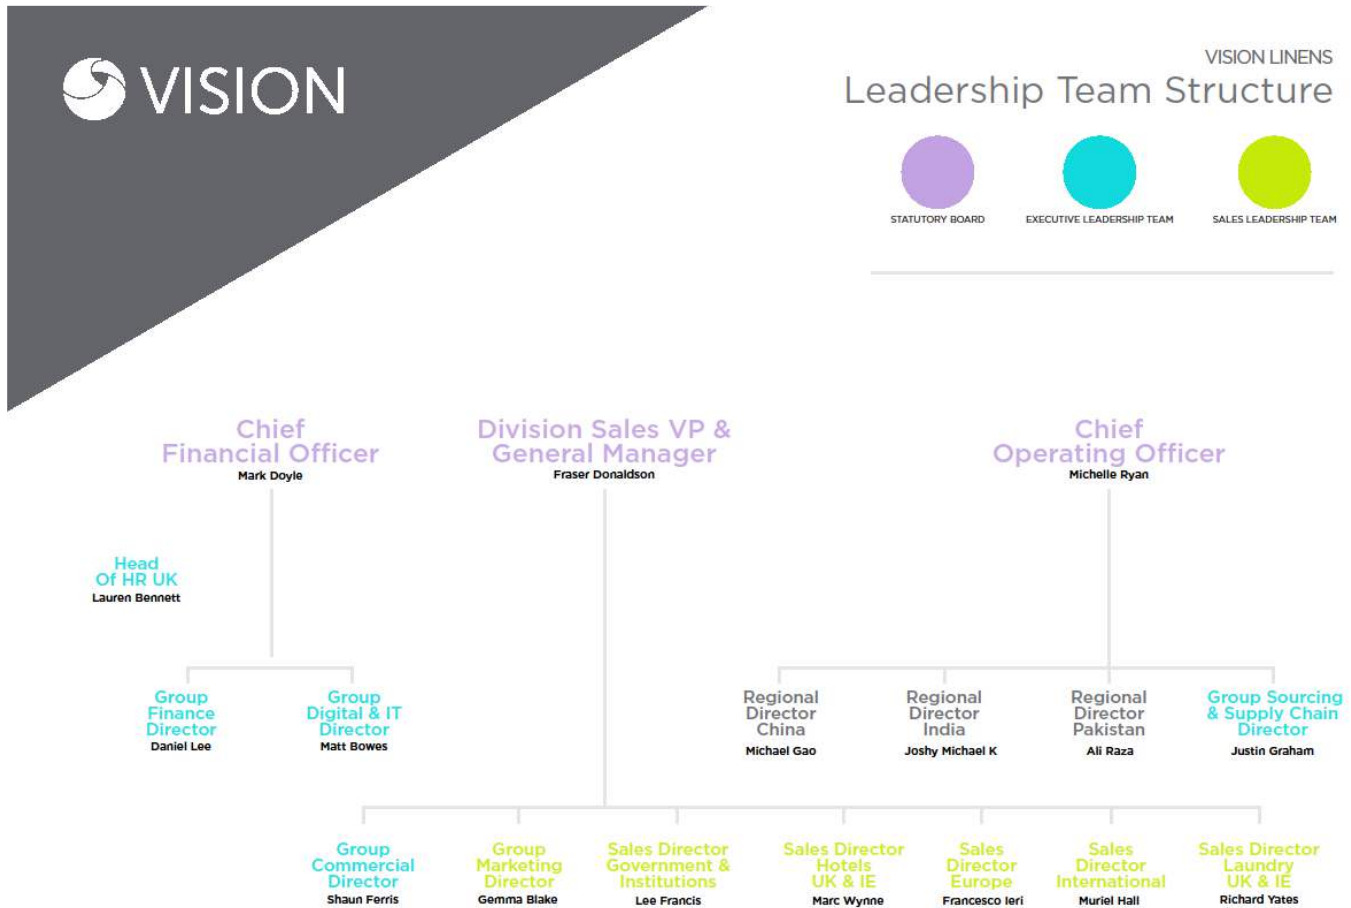 VISION
VISION LINENS
Leadership Team Structure
STATUTORY BOARD
EXECUTIVE LEADERSHIP TEAM
SALES LEADERSHIP TEAM
Chief
Financial Officer
Mark Doyle
Division Sales VP &
General Manager
Fraser Donaldson
Chief
Operating Officer
Michelle Ryan
Head
Of HR UK
Lauren Bennett
Group
Finance
Director
Daniel Lee
Group
Digital & IT
Director
Matt Bowes
Regional
Director
China
Michael Gao
Regional
Director
India
Joshy Michael K
Regional
Director
Pakistan
Ali Raza
Group Sourcing
& Supply Chain
Director
Justin Graham
Group
Commercial
Director
Shaun Ferris
Group
Marketing
Director
Gemma Blake
Sales Director
Government &
Institutions
Lee Francis
Sales Director
Hotels
UK & IE
Marc Wynne
Sales
Director
Europe
Francesco Ieri
Sales
Director
International
Muriel Hall
Sales Director
Laundry
UK & IE
Richard Yates